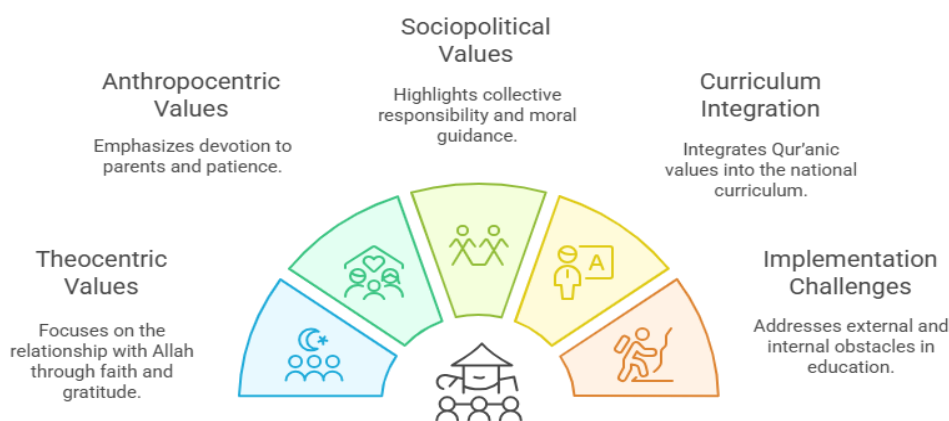 Theocentric
Values
Focuses on the
relationship with Allah
through faith and
gratitude.
Anthropocentric
Values
Emphasizes devotion to
parents and patience.
Sociopolitical
Values
Highlights collective
responsibility and moral
guidance.
Curriculum
Integration
Integrates Qur'anic
values into the national
curriculum.
Implementation
Challenges
Addresses external and
internal obstacles in
education.
A